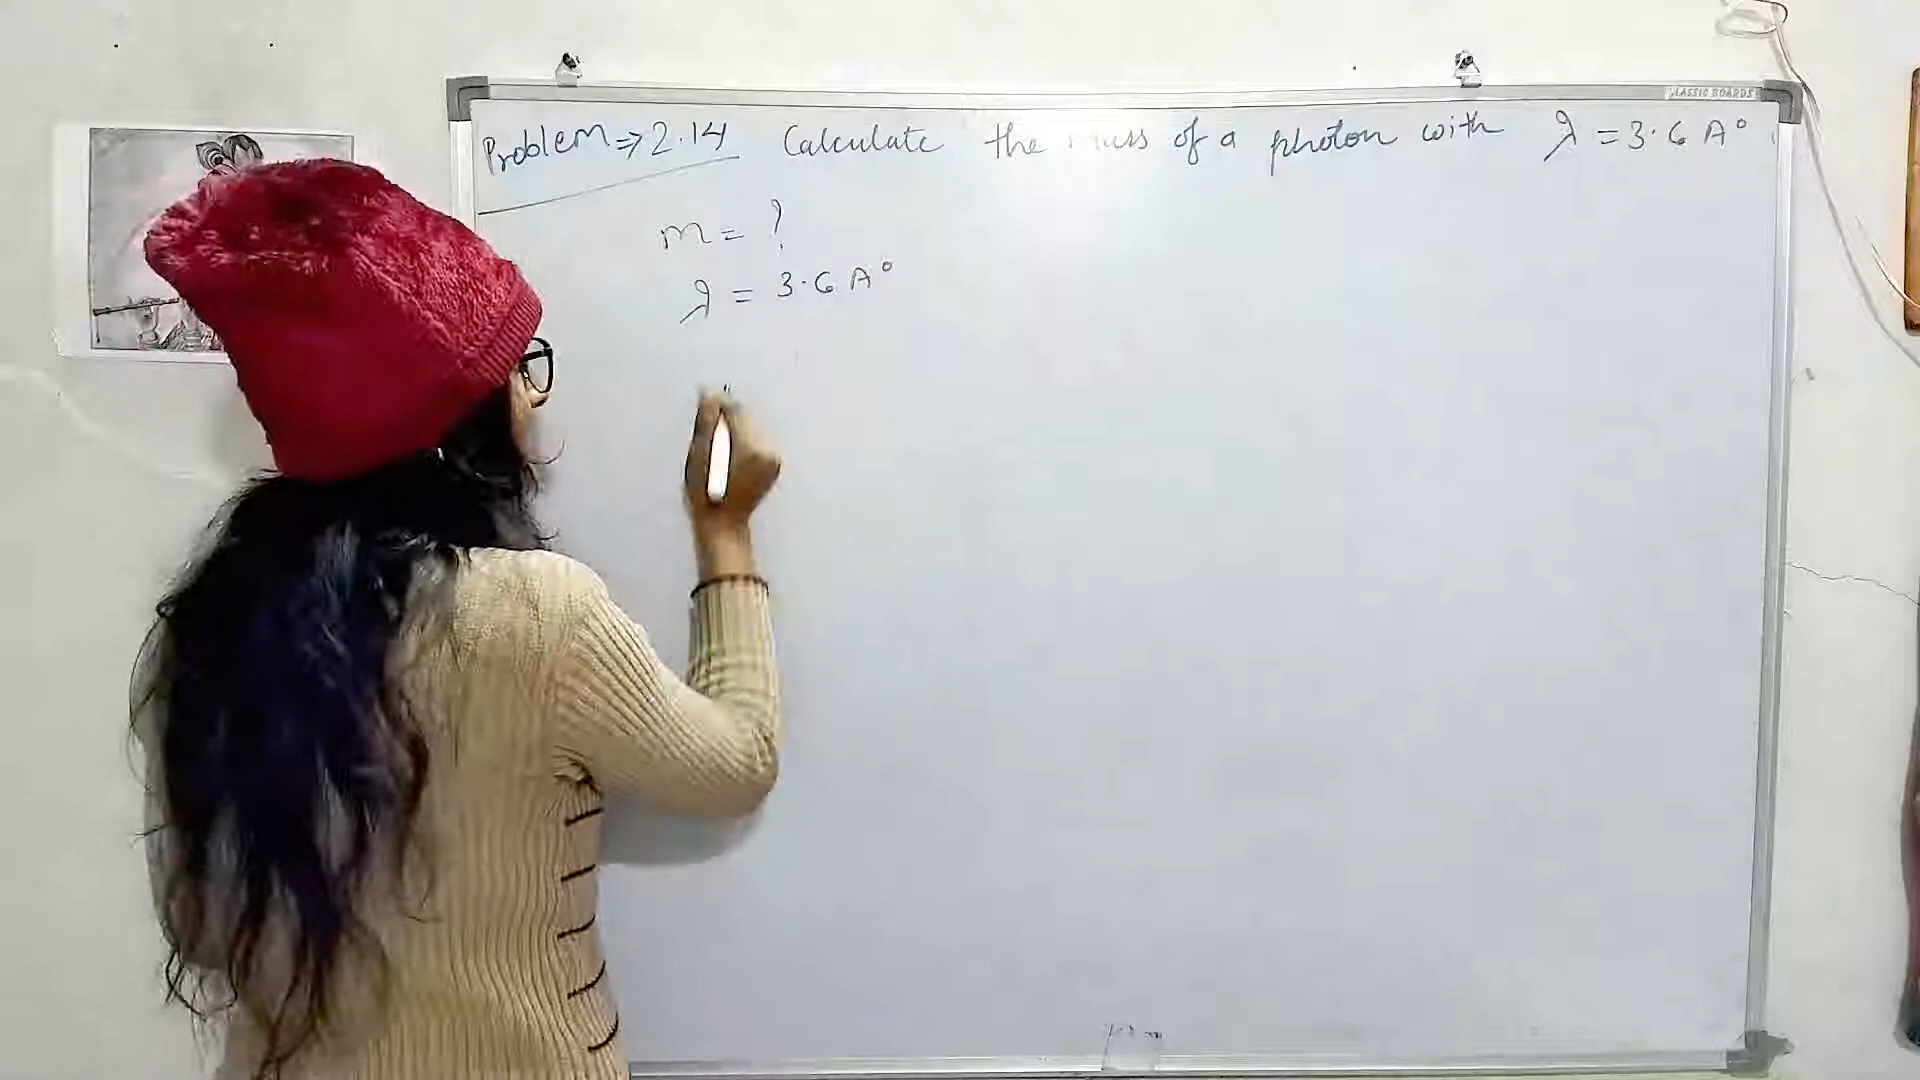 CLASSIC BOARDS
Problem ⇒ 2.14 Calculate the mass of a photon with λ = 3.6 A°.
m = ?
λ = 3.6 A°